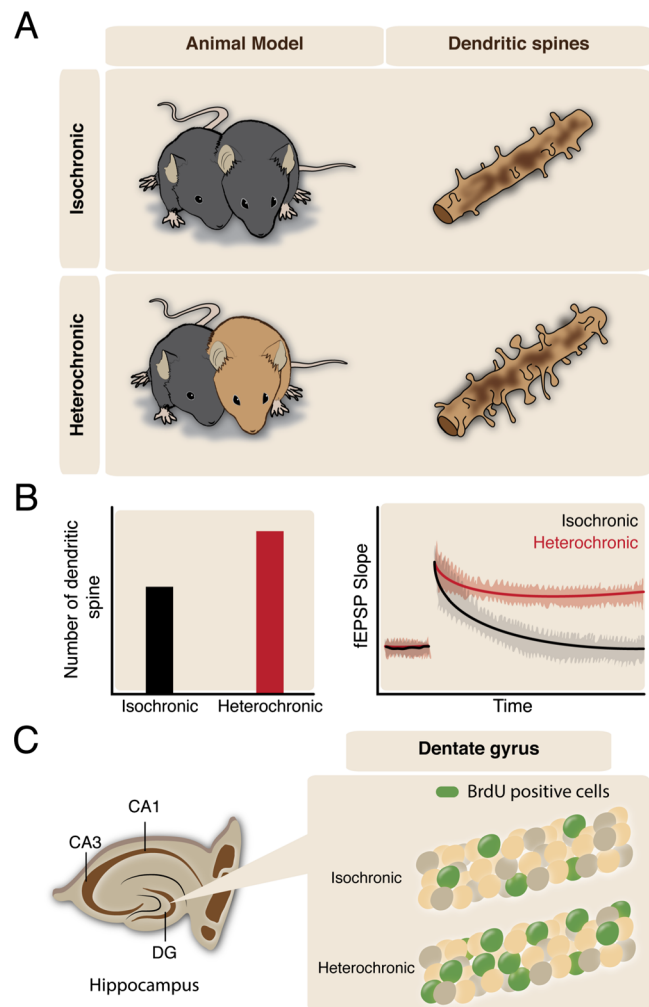 A
Animal Model
Dendritic spines
Isochronic
Heterochronic
B
Number of dendritic
spine
Isochronic
Heterochronic
fEPSP Slope
Isochronic
Heterochronic
Time
C
Dentate gyrus
BrdU positive cells
CA1
CA3
DG
Hippocampus
Isochronic
Heterochronic